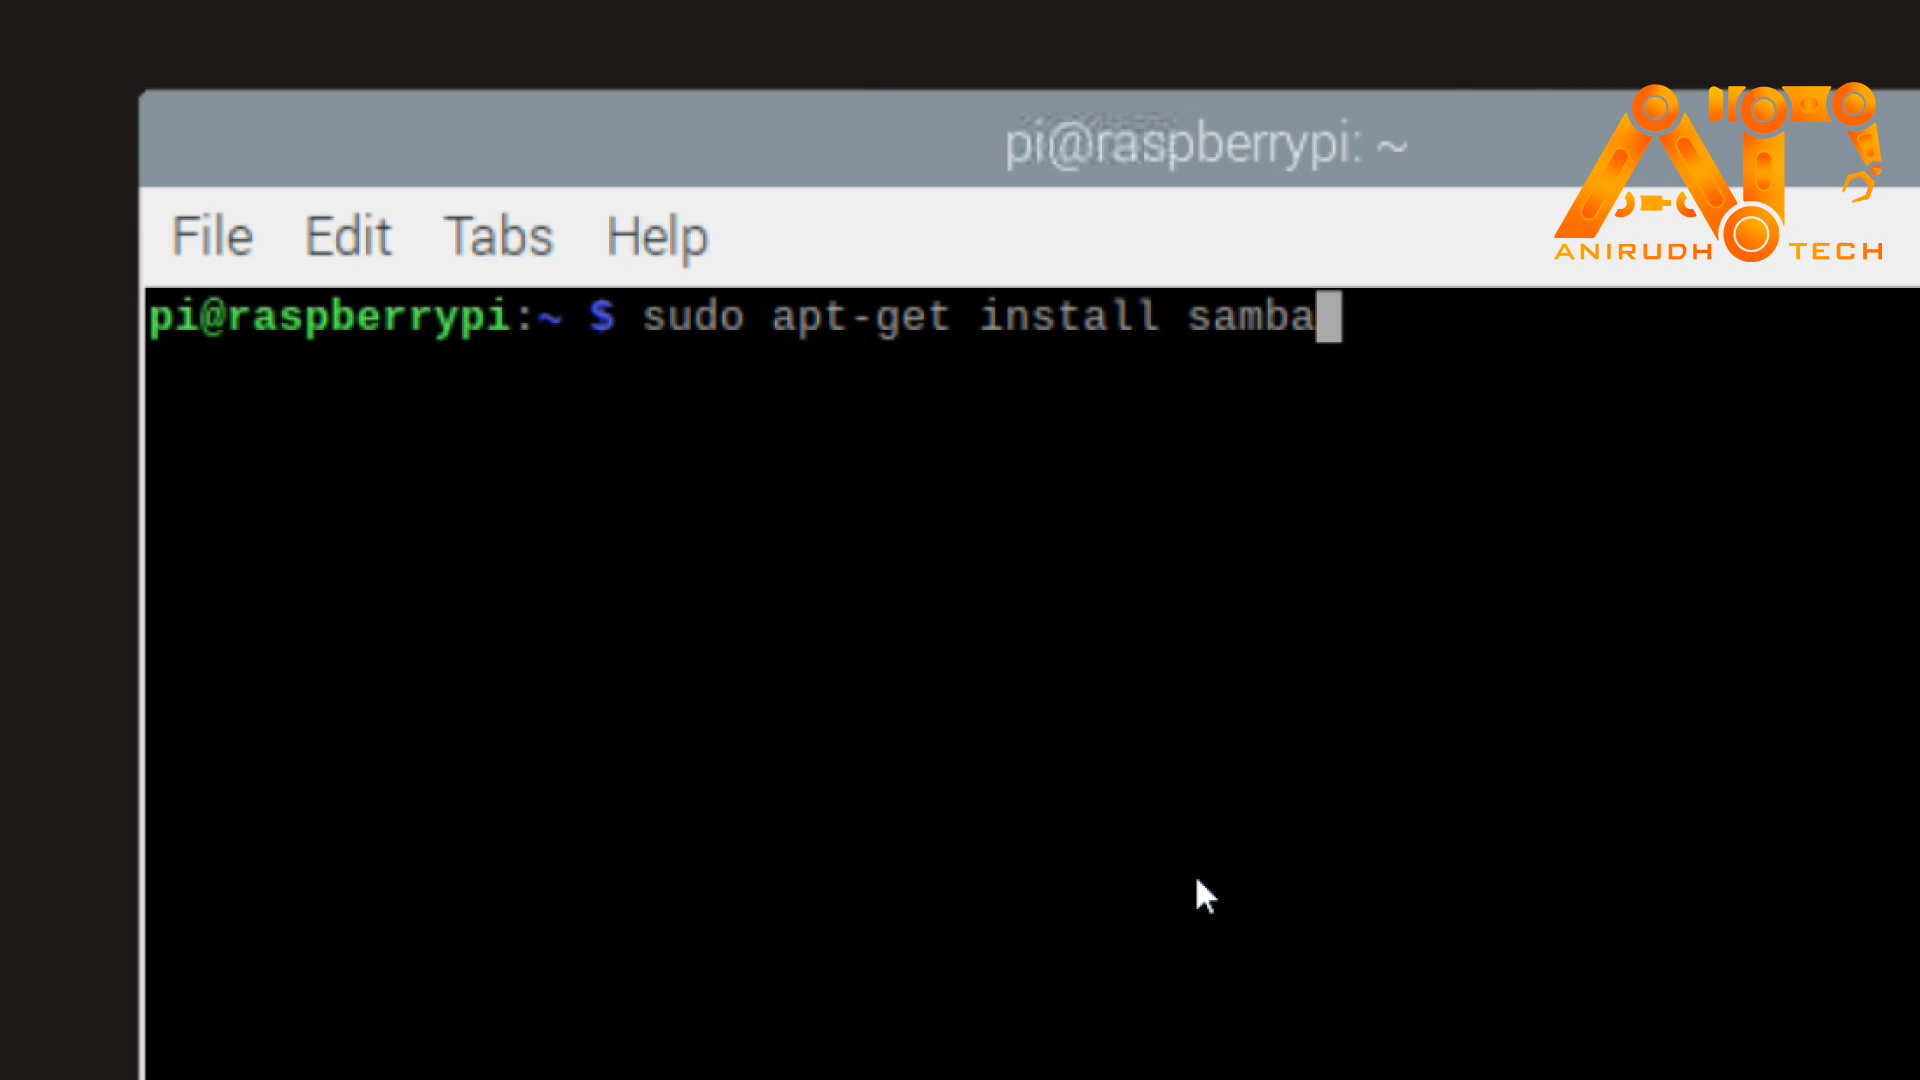 pi@raspberrypi: ~
File Edit Tabs Help
pi@raspberrypi:~ $ sudo apt-get install samba
ANIRUDH TECH